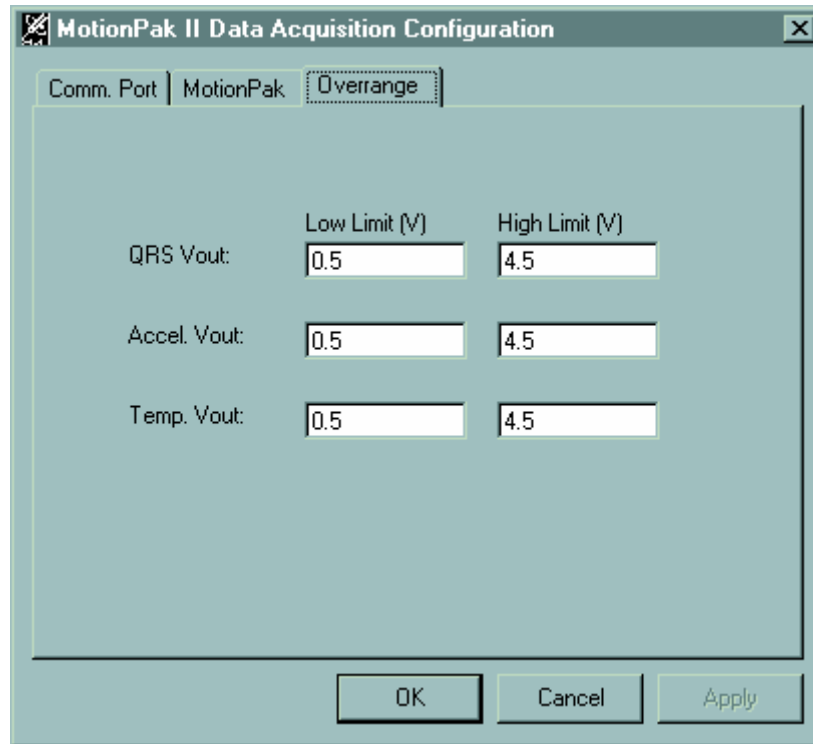 MotionPak II Data Acquisition Configuration
Comm. Port MotionPak Overrange
Low Limit (V) High Limit (V)
QRS Vout: 0.5 4.5
Accel. Vout: 0.5 4.5
Temp. Vout: 0.5 4.5
OK Cancel Apply